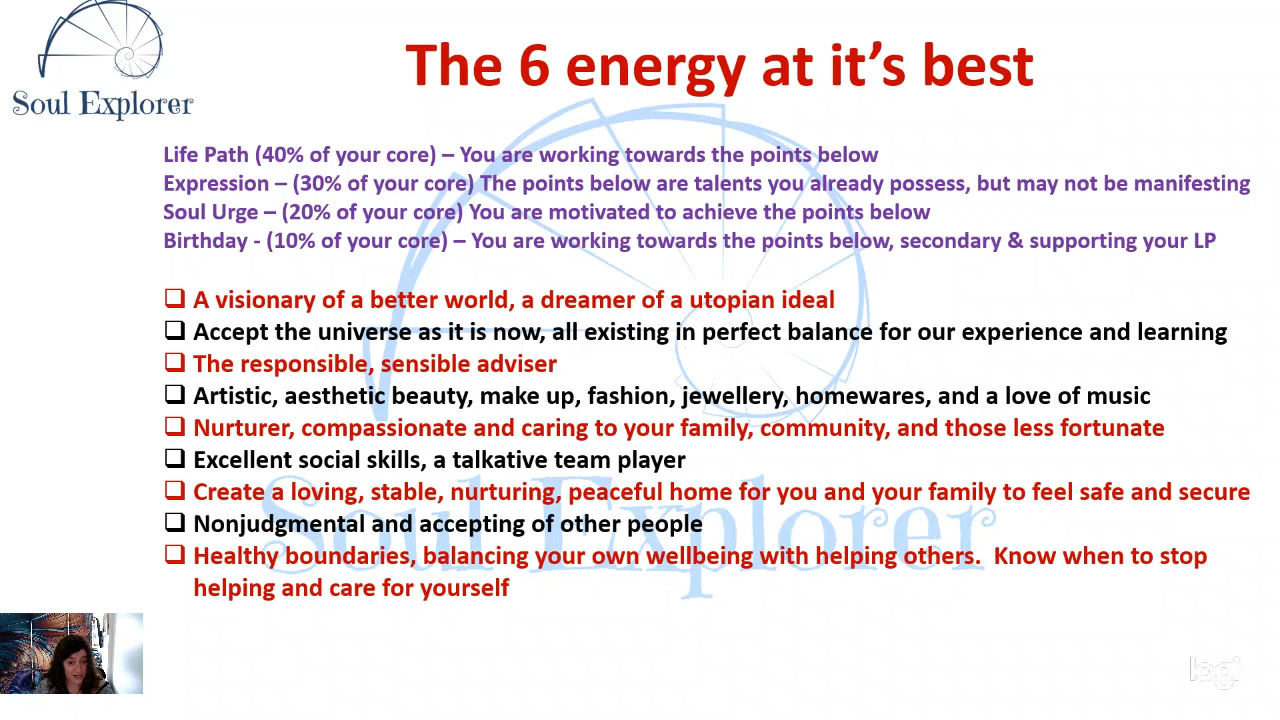 Soul Explorer
The 6 energy at it's best
Life Path (40% of your core) – You are working towards the points below
Expression – (30% of your core) The points below are talents you already possess, but may not be manifesting
Soul Urge – (20% of your core) You are motivated to achieve the points below
Birthday - (10% of your core) – You are working towards the points below, secondary & supporting your LP
A visionary of a better world, a dreamer of a utopian ideal
Accept the universe as it is now, all existing in perfect balance for our experience and learning
The responsible, sensible adviser
Artistic, aesthetic beauty, make up, fashion, jewellery, homewares, and a love of music
Nurturer, compassionate and caring to your family, community, and those less fortunate
Excellent social skills, a talkative team player
Create a loving, stable, nurturing, peaceful home for you and your family to feel safe and secure
Nonjudgmental and accepting of other people
Healthy boundaries, balancing your own wellbeing with helping others.  Know when to stop
helping and care for yourself
Soul Explorer
logi